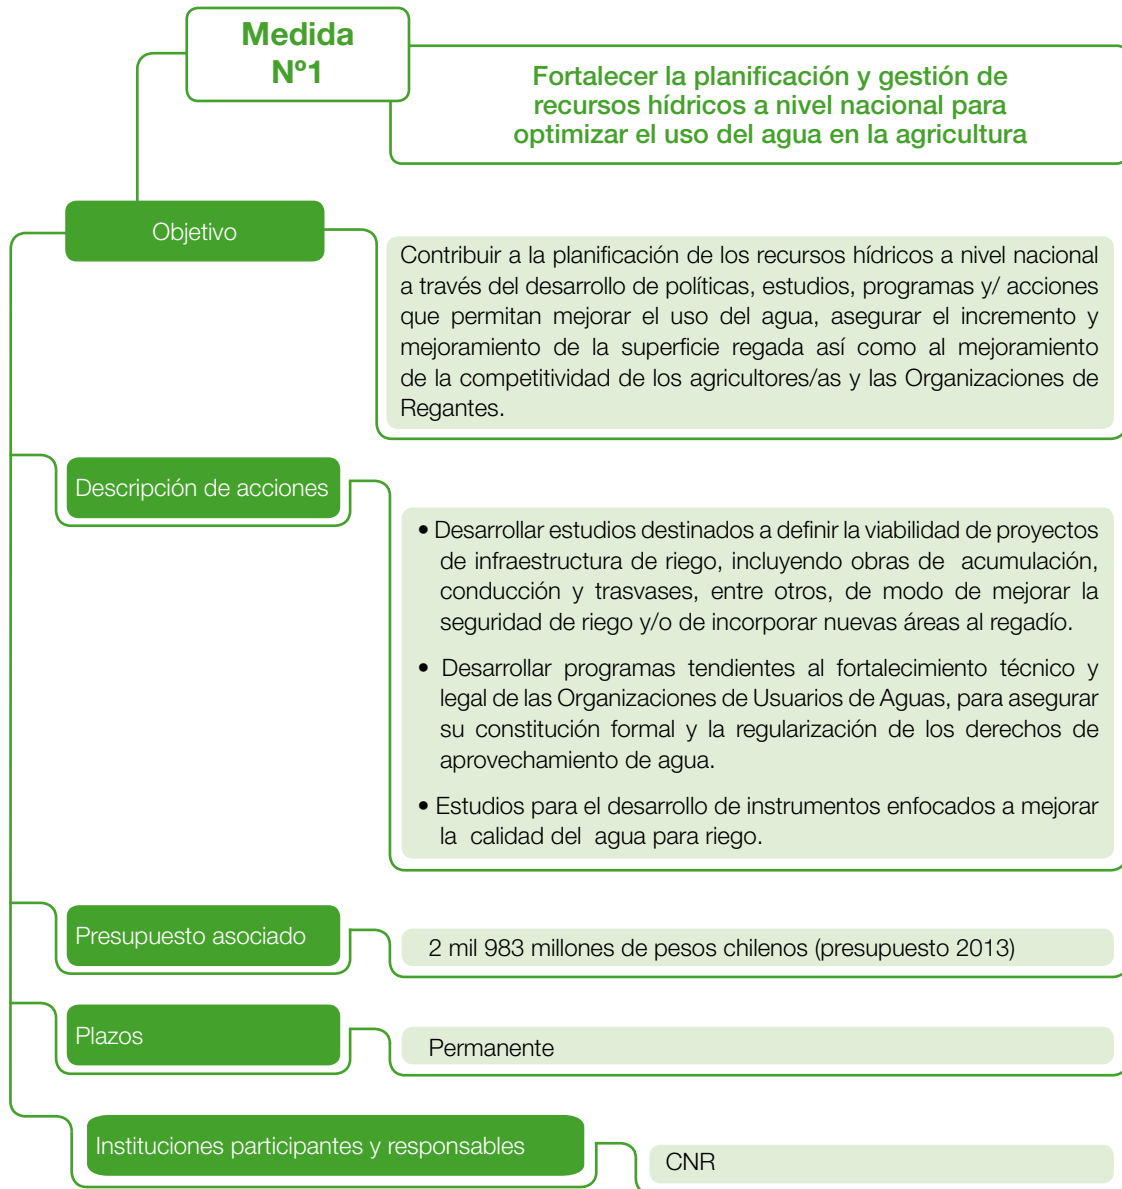 Medida
Nº1
Fortalecer la planificación y gestión de
recursos hídricos a nivel nacional para
optimizar el uso del agua en la agricultura
Objetivo
Contribuir a la planificación de los recursos hídricos a nivel nacional
a través del desarrollo de políticas, estudios, programas y/ acciones
que permitan mejorar el uso del agua, asegurar el incremento y
mejoramiento de la superficie regada así como al mejoramiento
de la competitividad de los agricultores/as y las Organizaciones de
Regantes.
Descripción de acciones
• Desarrollar estudios destinados a definir la viabilidad de proyectos
de infraestructura de riego, incluyendo obras de acumulación,
conducción y trasvases, entre otros, de modo de mejorar la
seguridad de riego y/o de incorporar nuevas áreas al regadío.
• Desarrollar programas tendientes al fortalecimiento técnico y
legal de las Organizaciones de Usuarios de Aguas, para asegurar
su constitución formal y la regularización de los derechos de
aprovechamiento de agua.
• Estudios para el desarrollo de instrumentos enfocados a mejorar
la calidad del agua para riego.
Presupuesto asociado
2 mil 983 millones de pesos chilenos (presupuesto 2013)
Plazos
Permanente
Instituciones participantes y responsables
CNR